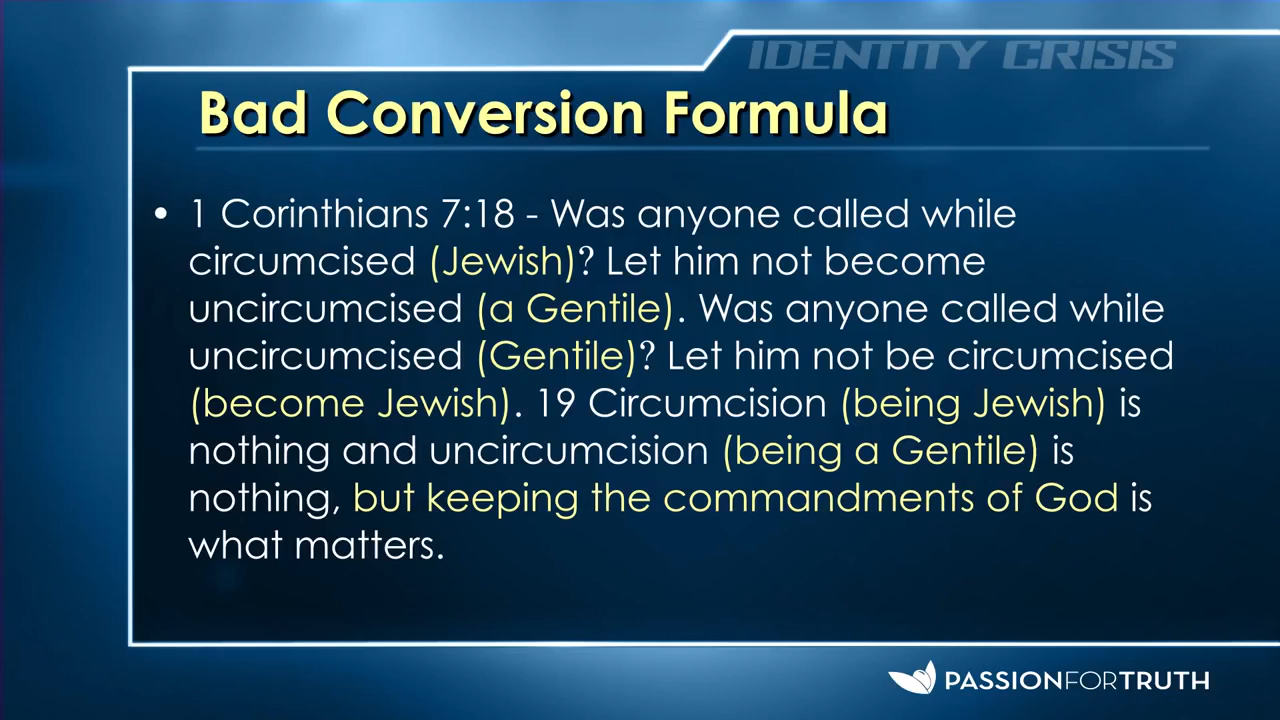 IDENTITY CRISIS
Bad Conversion Formula
• 1 Corinthians 7:18 - Was anyone called while
circumcised (Jewish)? Let him not become
uncircumcised (a Gentile). Was anyone called while
uncircumcised (Gentile)? Let him not be circumcised
(become Jewish). 19 Circumcision (being Jewish) is
nothing and uncircumcision (being a Gentile) is
nothing, but keeping the commandments of God is
what matters.
PASSIONFORTRUTH